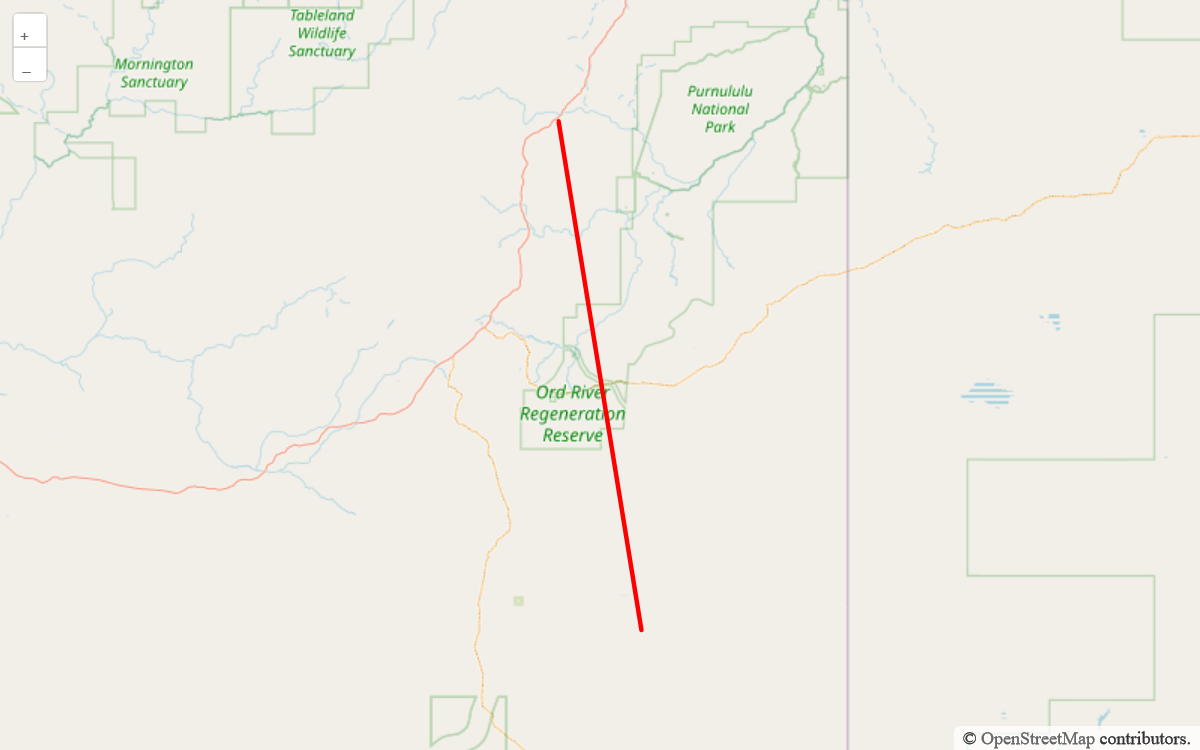 +
–
Tableland
Wildlife
Sanctuary
Mornington
Sanctuary
Purnululu
National
Park
Ord River
Regeneration
Reserve
© OpenStreetMap contributors.